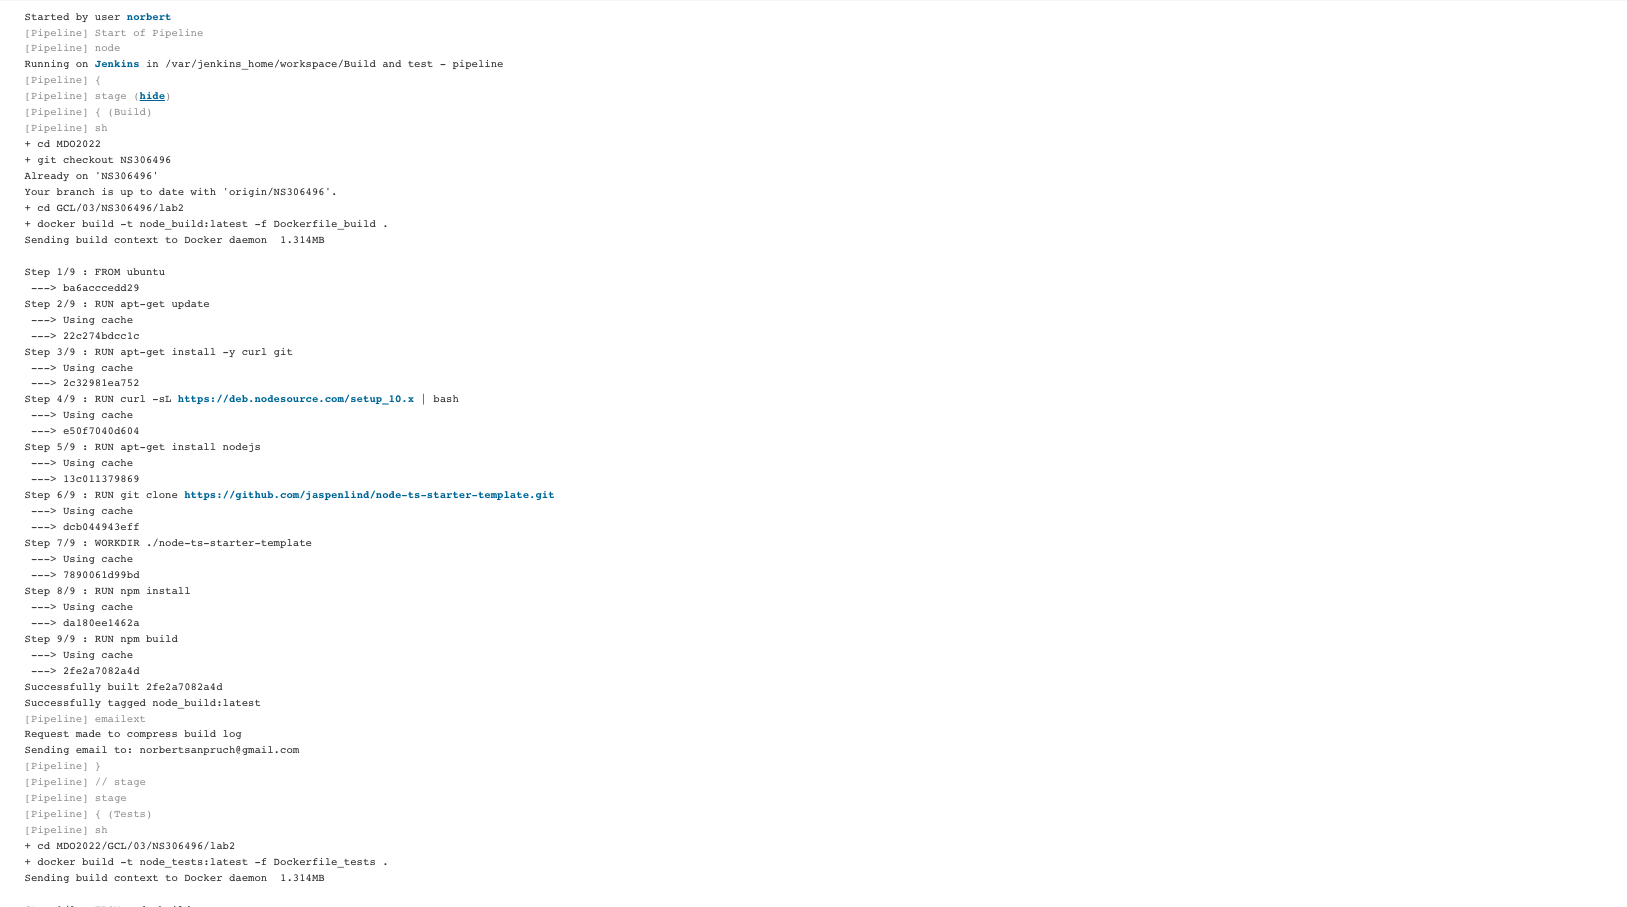 Started by user norbert
[Pipeline] Start of Pipeline
[Pipeline] node
Running on Jenkins in /var/jenkins_home/workspace/Build and test - pipeline
[Pipeline] {
[Pipeline] stage (hide)
[Pipeline] { (Build)
[Pipeline] sh
+ cd MDO2022
+ git checkout NS306496
Already on 'NS306496'
Your branch is up to date with 'origin/NS306496'.
+ cd GCL/03/NS306496/lab2
+ docker build -t node_build:latest -f Dockerfile_build .
Sending build context to Docker daemon  1.314MB
Step 1/9 : FROM ubuntu
 ---> ba6acccedd29
Step 2/9 : RUN apt-get update
 ---> Using cache
 ---> 22c274bdcc1c
Step 3/9 : RUN apt-get install -y curl git
 ---> Using cache
 ---> 2c32981ea752
Step 4/9 : RUN curl -sL https://deb.nodesource.com/setup_10.x | bash
 ---> Using cache
 ---> e50f7040d604
Step 5/9 : RUN apt-get install nodejs
 ---> Using cache
 ---> 13c011379869
Step 6/9 : RUN git clone https://github.com/jaspenlind/node-ts-starter-template.git
 ---> Using cache
 ---> dcb044943eff
Step 7/9 : WORKDIR ./node-ts-starter-template
 ---> Using cache
 ---> 7890061d99bd
Step 8/9 : RUN npm install
 ---> Using cache
 ---> da180ee1462a
Step 9/9 : RUN npm build
 ---> Using cache
 ---> 2fe2a7082a4d
Successfully built 2fe2a7082a4d
Successfully tagged node_build:latest
[Pipeline] emailext
Request made to compress build log
Sending email to: norbertsanpruch@gmail.com
[Pipeline] }
[Pipeline] // stage
[Pipeline] stage
[Pipeline] { (Tests)
[Pipeline] sh
+ cd MDO2022/GCL/03/NS306496/lab2
+ docker build -t node_tests:latest -f Dockerfile_tests .
Sending build context to Docker daemon  1.314MB